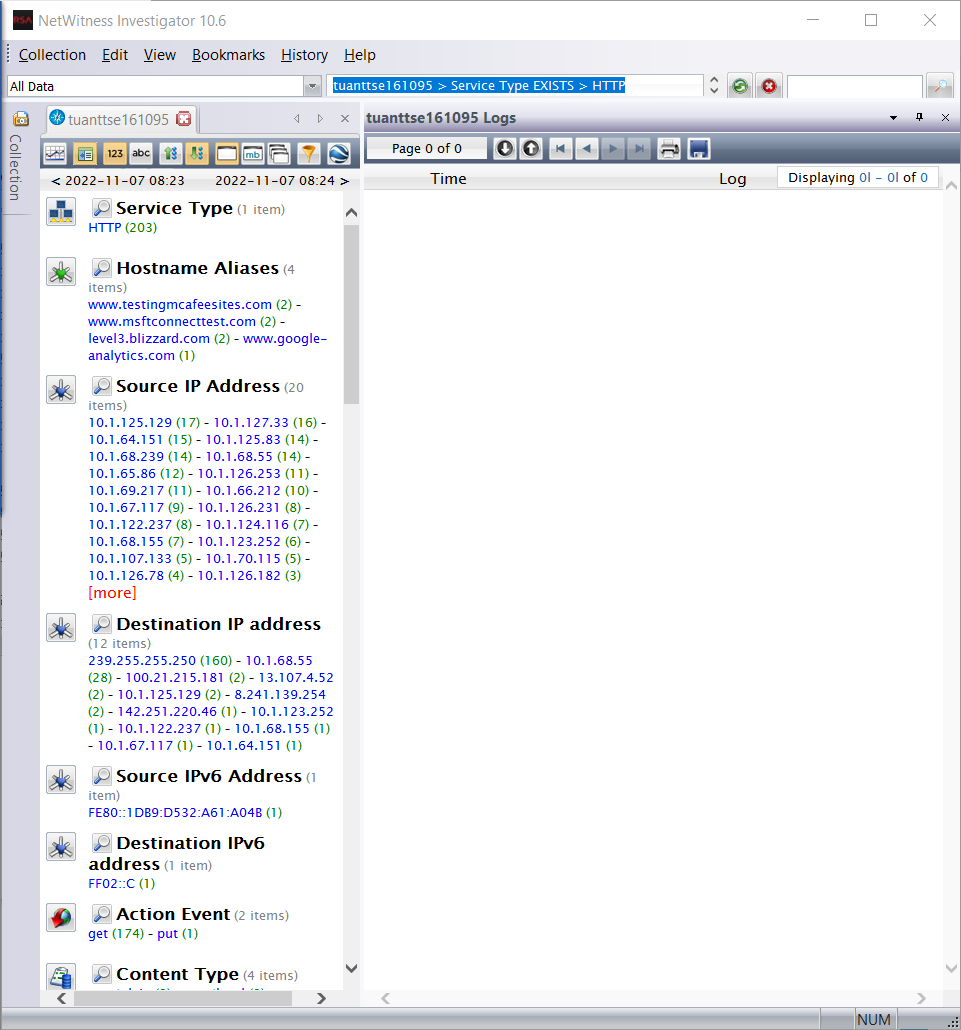 RSA NetWitness Investigator 10.6
Collection Edit View Bookmarks History Help
All Data
tuanttse161095 > Service Type EXISTS > HTTP
Collection
tuanttse161095
tuanttse161095 Logs
123 abc mb
Page 0 of 0
< 2022-11-07 08:23 2022-11-07 08:24 >
Time Log Displaying 0l - 0l of 0
Service Type (1 item)
HTTP (203)
Hostname Aliases (4
items)
www.testingmcafeesites.com (2) -
www.msftconnecttest.com (2) -
level3.blizzard.com (2) - www.google-
analytics.com (1)
Source IP Address (20
items)
10.1.125.129 (17) - 10.1.127.33 (16) -
10.1.64.151 (15) - 10.1.125.83 (14) -
10.1.68.239 (14) - 10.1.68.55 (14) -
10.1.65.86 (12) - 10.1.126.253 (11) -
10.1.69.217 (11) - 10.1.66.212 (10) -
10.1.67.117 (9) - 10.1.126.231 (8) -
10.1.122.237 (8) - 10.1.124.116 (7) -
10.1.68.155 (7) - 10.1.123.252 (6) -
10.1.107.133 (5) - 10.1.70.115 (5) -
10.1.126.78 (4) - 10.1.126.182 (3)
[more]
Destination IP address
(12 items)
239.255.255.250 (160) - 10.1.68.55
(28) - 100.21.215.181 (2) - 13.107.4.52
(2) - 10.1.125.129 (2) - 8.241.139.254
(2) - 142.251.220.46 (1) - 10.1.123.252
(1) - 10.1.122.237 (1) - 10.1.68.155 (1)
- 10.1.67.117 (1) - 10.1.64.151 (1)
Source IPv6 Address (1
item)
FE80::1DB9:D532:A61:A04B (1)
Destination IPv6
address (1 item)
FF02::C (1)
Action Event (2 items)
get (174) - put (1)
Content Type (4 items)
NUM